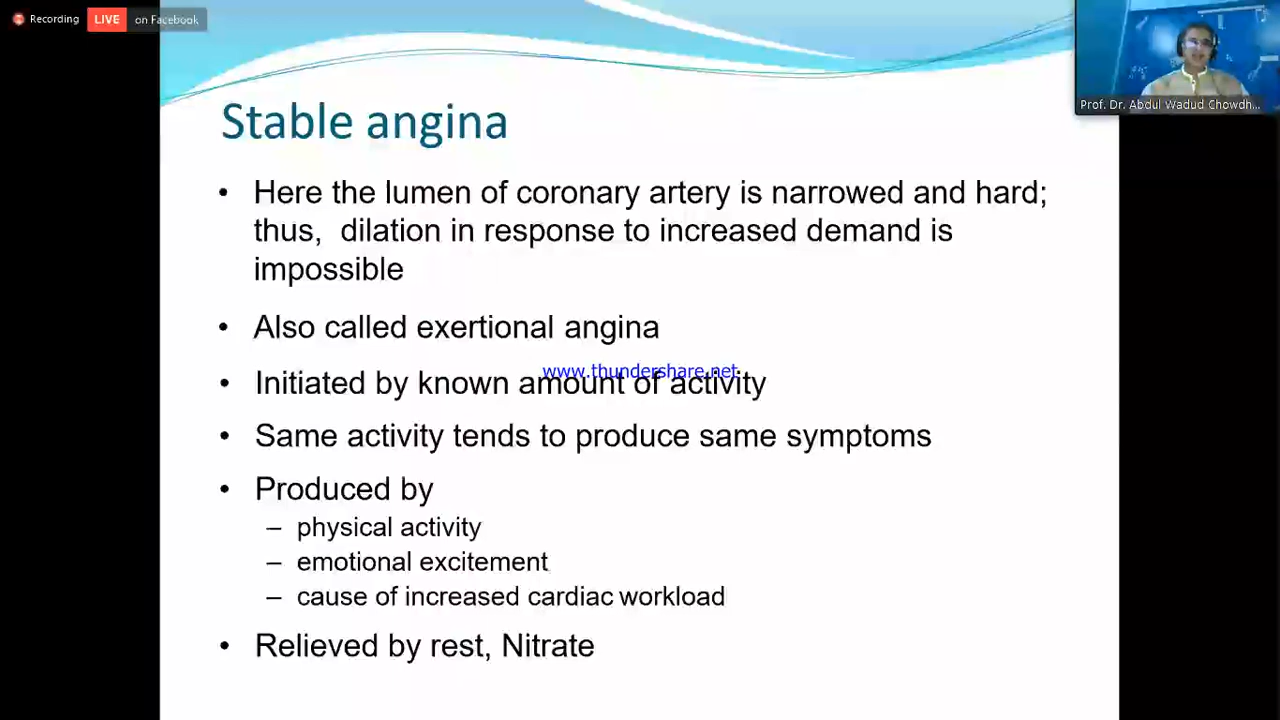 Recording
LIVE on Facebook
Prof. Dr. Abdul Wadud Chowdh...
Stable angina
• Here the lumen of coronary artery is narrowed and hard;
thus, dilation in response to increased demand is
impossible
• Also called exertional angina
www.thundershare.net
• Initiated by known amount of activity
• Same activity tends to produce same symptoms
• Produced by
– physical activity
– emotional excitement
– cause of increased cardiac workload
• Relieved by rest, Nitrate